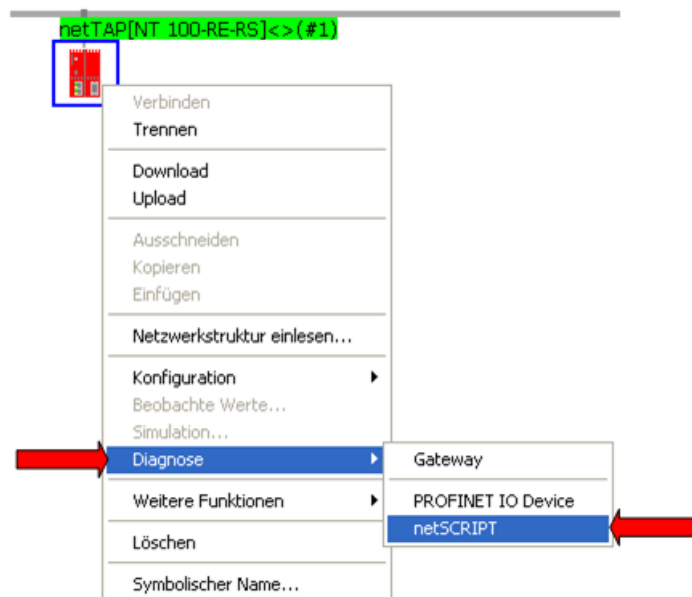 netTAP[NT 100-RE-RS]<>(#1)
Verbinden
Trennen
Download
Upload
Ausschneiden
Kopieren
Einfügen
Netzwerkstruktur einlesen...
Konfiguration
Beobachte Werte...
Simulation...
Diagnose
Gateway
Weitere Funktionen
PROFINET IO Device
netSCRIPT
Löschen
Symbolischer Name...